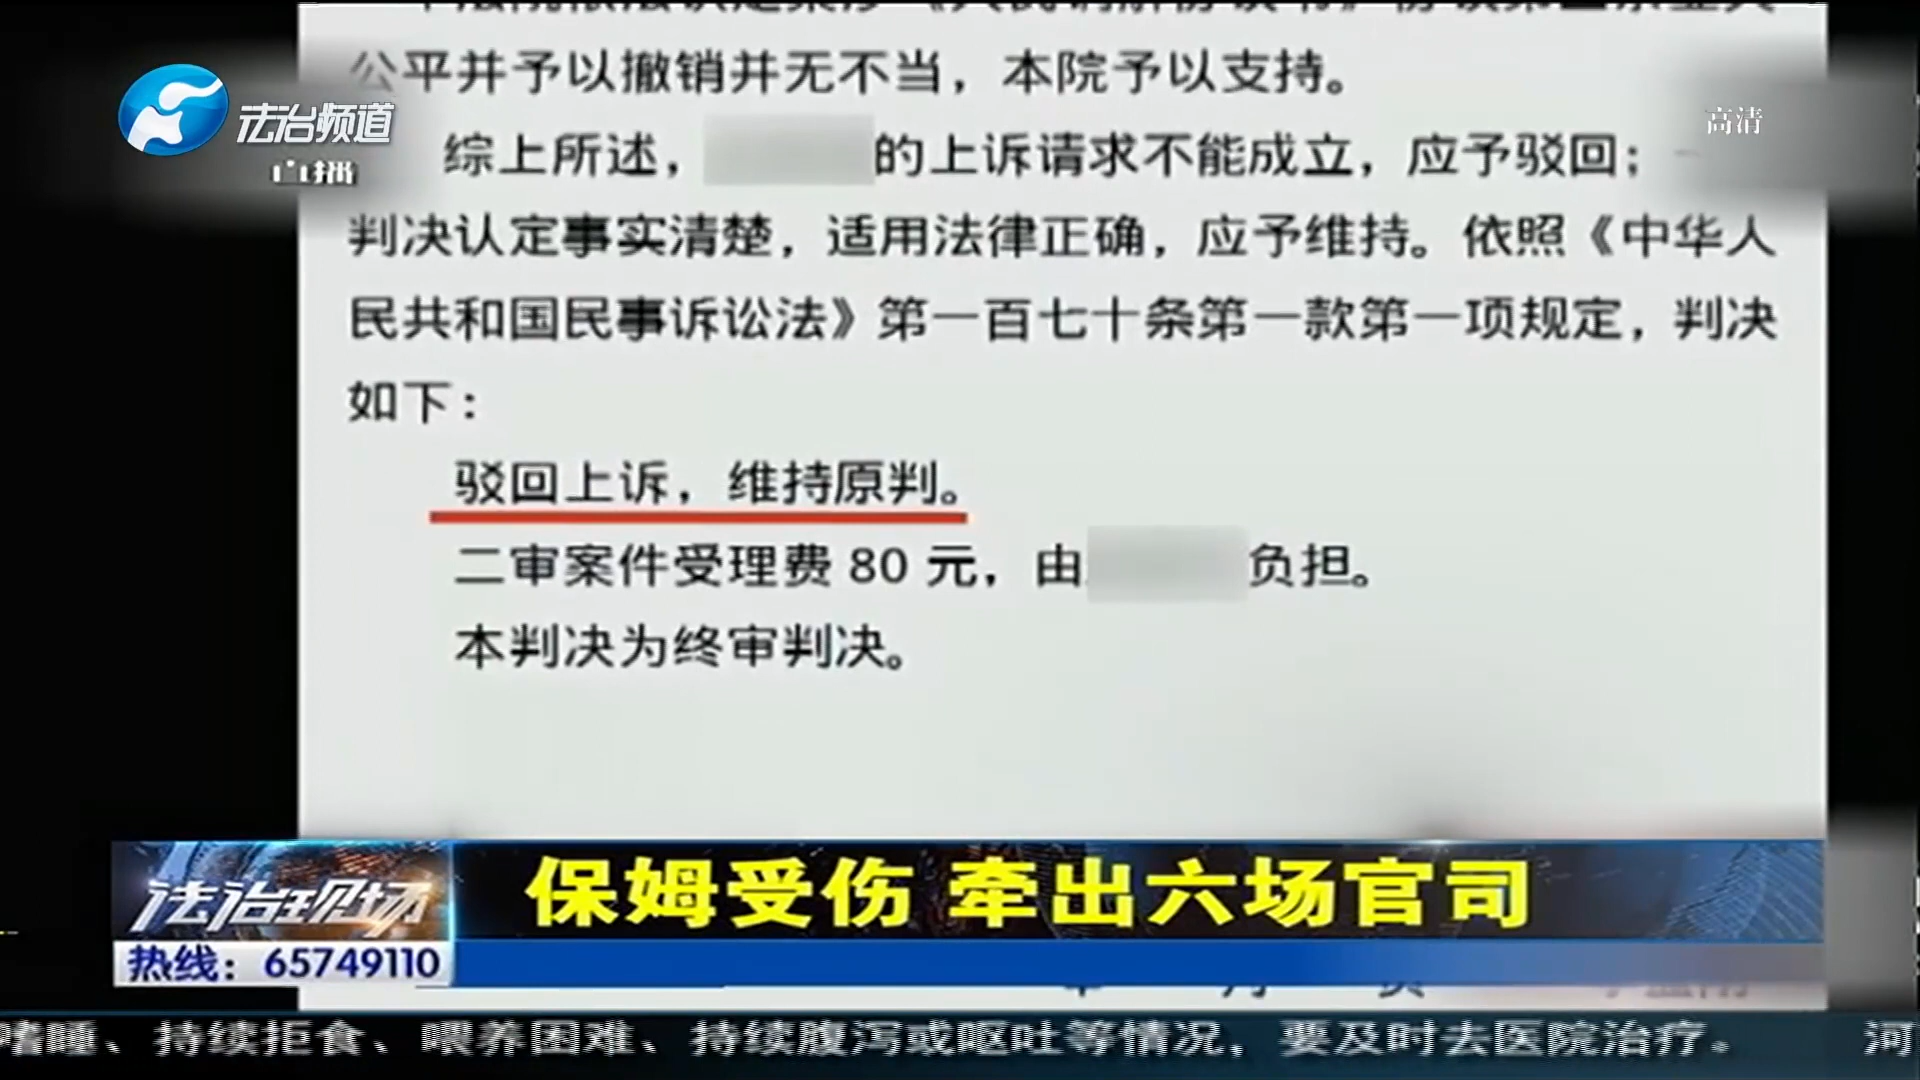 公平并予以撤销并无不当，本院予以支持。
法治频道
直播
高清
综上所述，的上诉请求不能成立，应予驳回；一
判决认定事实清楚，适用法律正确，应予维持。依照《中华人
民共和国民事诉讼法》第一百七十条第一款第一项规定，判决
如下：
驳回上诉，维持原判。
二审案件受理费 80 元，由负担。
本判决为终审判决。
法治现场
保姆受伤 牵出六场官司
热线：65749110
嗜睡、持续拒食、喂养困难、持续腹泻或呕吐等情况，要及时去医院治疗。 河